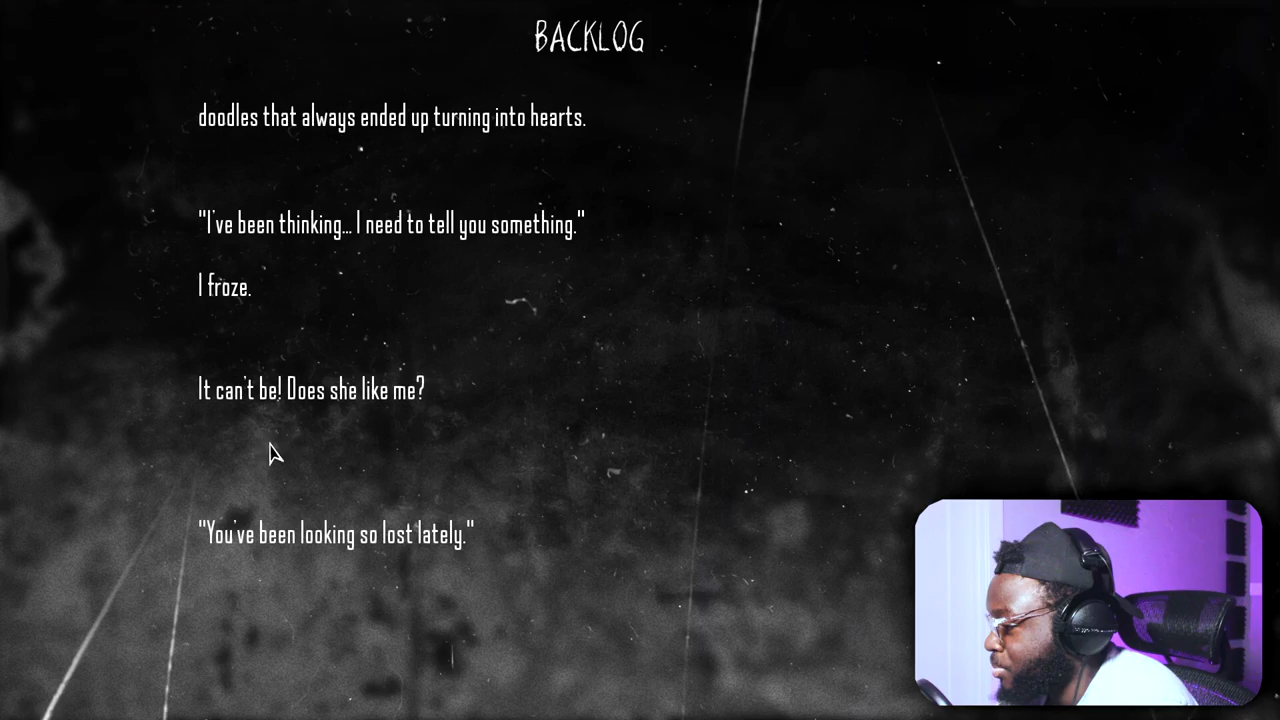 BACKLOG
doodles that always ended up turning into hearts.
"I've been thinking... I need to tell you something."
I froze.
It can't be! Does she like me?
"You've been looking so lost lately."